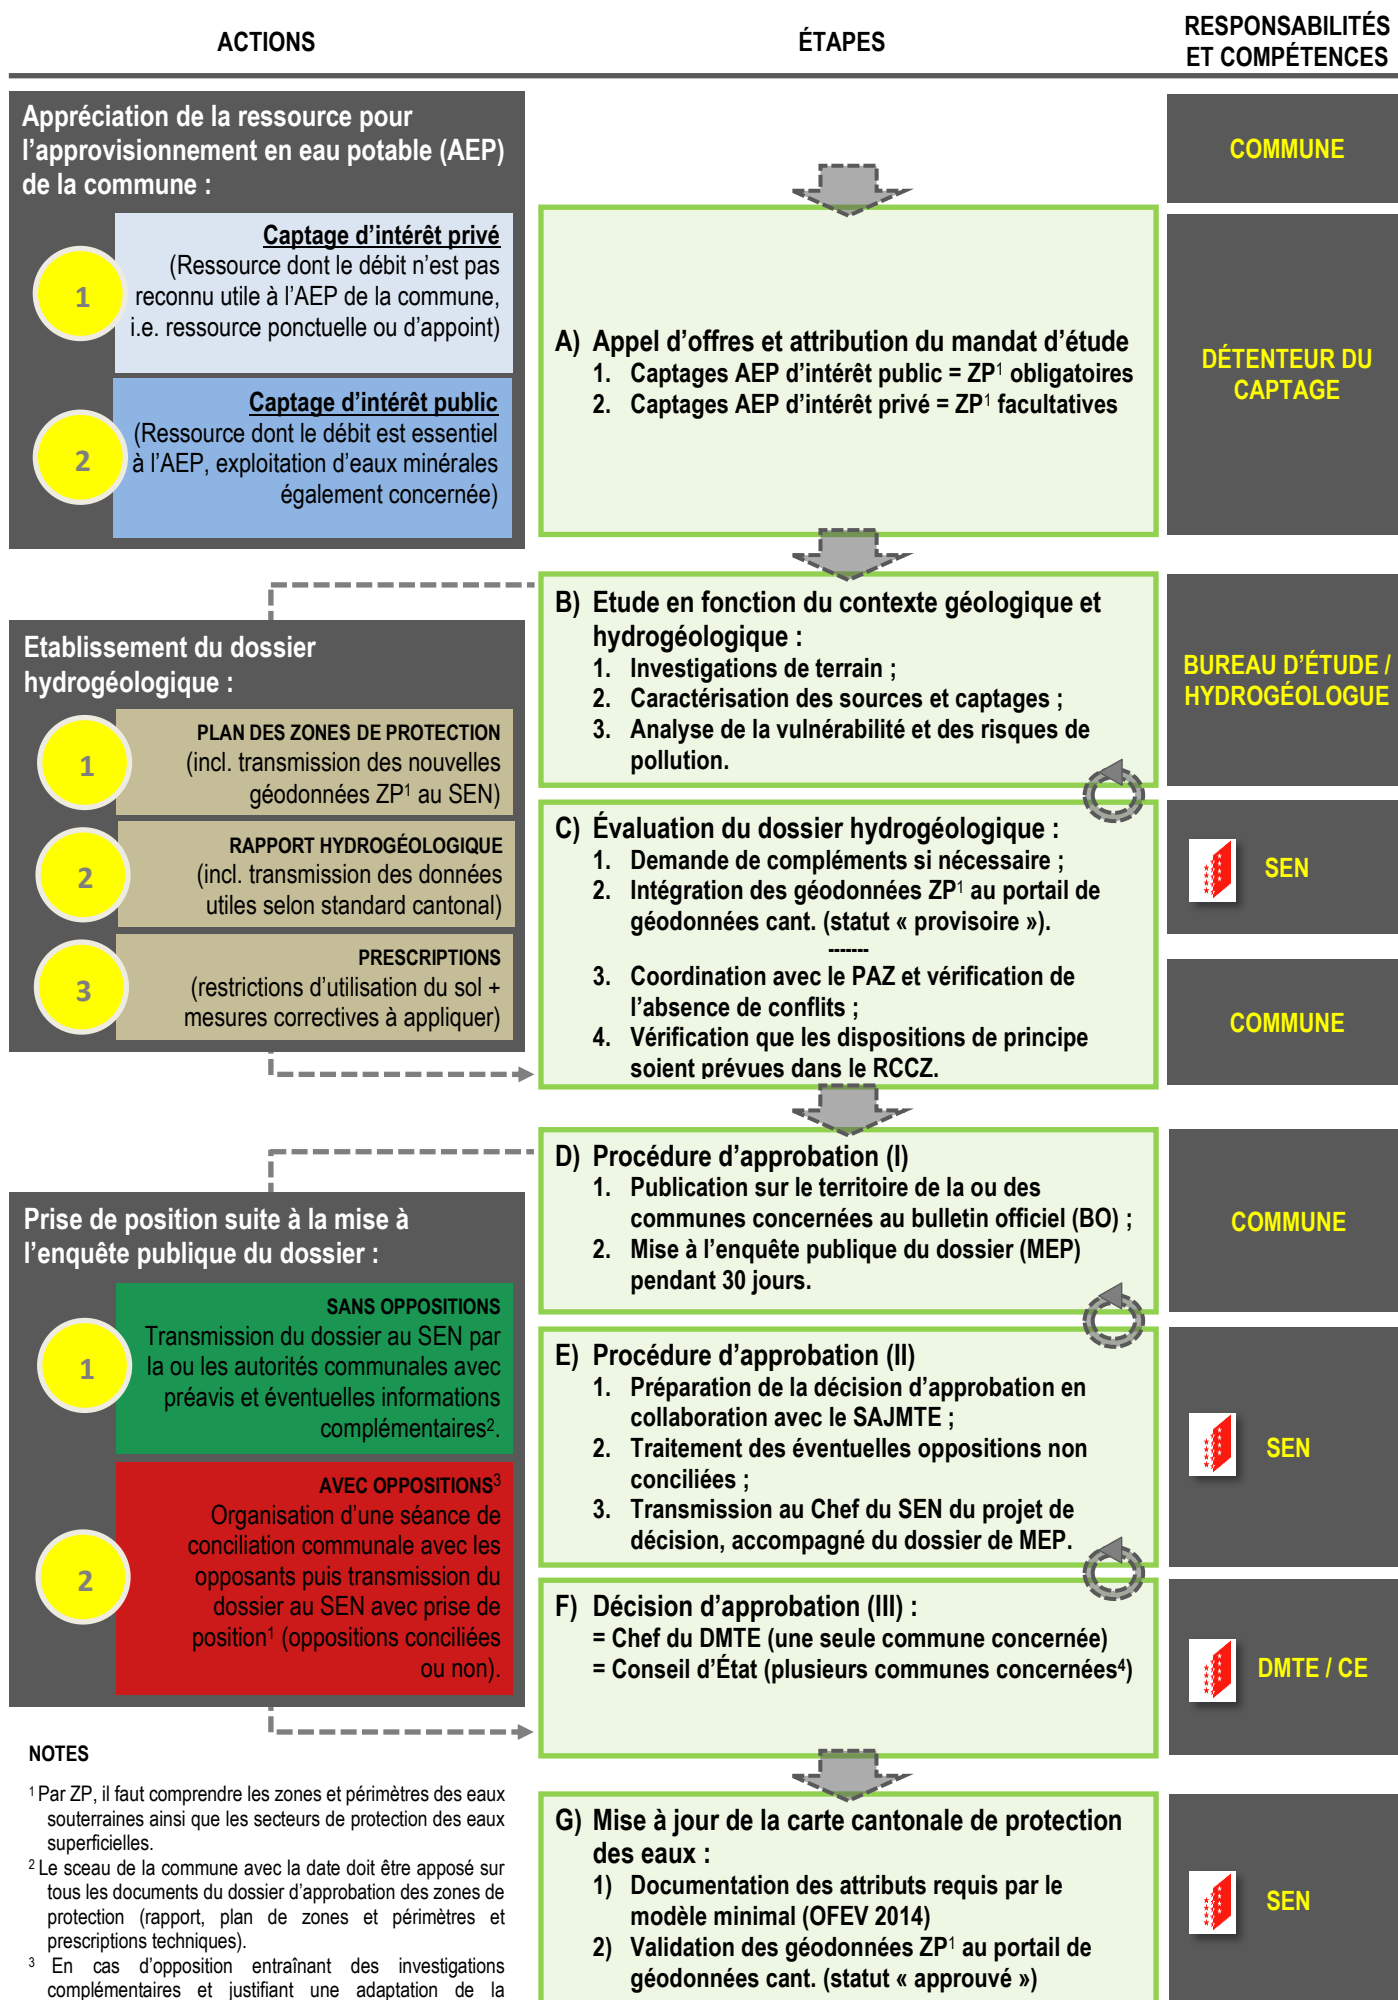 ACTIONS
ÉTAPES
RESPONSABILITÉS
ET COMPÉTENCES
Appréciation de la ressource pour
l’approvisionnement en eau potable (AEP)
de la commune :
1
Captage d’intérêt privé
(Ressource dont le débit n’est pas
reconnu utile à l’AEP de la commune,
i.e. ressource ponctuelle ou d’appoint)
2
Captage d’intérêt public
(Ressource dont le débit est essentiel
à l’AEP, exploitation d’eaux minérales
également concernée)
COMMUNE
A) Appel d’offres et attribution du mandat d’étude
1. Captages AEP d’intérêt public = ZP¹ obligatoires
2. Captages AEP d’intérêt privé = ZP¹ facultatives
DÉTENTEUR DU
CAPTAGE
Etablissement du dossier
hydrogéologique :
1
PLAN DES ZONES DE PROTECTION
(incl. transmission des nouvelles
géodonnées ZP¹ au SEN)
2
RAPPORT HYDROGÉOLOGIQUE
(incl. transmission des données
utiles selon standard cantonal)
3
PRESCRIPTIONS
(restrictions d’utilisation du sol +
mesures correctives à appliquer)
B) Etude en fonction du contexte géologique et
hydrogéologique :
1. Investigations de terrain ;
2. Caractérisation des sources et captages ;
3. Analyse de la vulnérabilité et des risques de
pollution.
BUREAU D’ÉTUDE /
HYDROGÉOLOGUE
C) Évaluation du dossier hydrogéologique :
1. Demande de compléments si nécessaire ;
2. Intégration des géodonnées ZP¹ au portail de
géodonnées cant. (statut « provisoire »).
-------
3. Coordination avec le PAZ et vérification de
l’absence de conflits ;
4. Vérification que les dispositions de principe
soient prévues dans le RCCZ.
SEN
COMMUNE
Prise de position suite à la mise à
l’enquête publique du dossier :
1
SANS OPPOSITIONS
Transmission du dossier au SEN par
la ou les autorités communales avec
préavis et éventuelles informations
complémentaires².
2
AVEC OPPOSITIONS³
Organisation d’une séance de
conciliation communale avec les
opposants puis transmission du
dossier au SEN avec prise de
position¹ (oppositions conciliées
ou non).
D) Procédure d’approbation (I)
1. Publication sur le territoire de la ou des
communes concernées au bulletin officiel (BO) ;
2. Mise à l’enquête publique du dossier (MEP)
pendant 30 jours.
COMMUNE
E) Procédure d’approbation (II)
1. Préparation de la décision d’approbation en
collaboration avec le SAJMTE ;
2. Traitement des éventuelles oppositions non
conciliées ;
3. Transmission au Chef du SEN du projet de
décision, accompagné du dossier de MEP.
SEN
F) Décision d’approbation (III) :
= Chef du DMTE (une seule commune concernée)
= Conseil d’État (plusieurs communes concernées⁴)
DMTE / CE
NOTES
¹ Par ZP, il faut comprendre les zones et périmètres des eaux
souterraines ainsi que les secteurs de protection des eaux
superficielles.
² Le sceau de la commune avec la date doit être apposé sur
tous les documents du dossier d’approbation des zones de
protection (rapport, plan de zones et périmètres et
prescriptions techniques).
³ En cas d’opposition entraînant des investigations
complémentaires et justifiant une adaptation de la
G) Mise à jour de la carte cantonale de protection
des eaux :
1) Documentation des attributs requis par le
modèle minimal (OFEV 2014)
2) Validation des géodonnées ZP¹ au portail de
géodonnées cant. (statut « approuvé »)
SEN